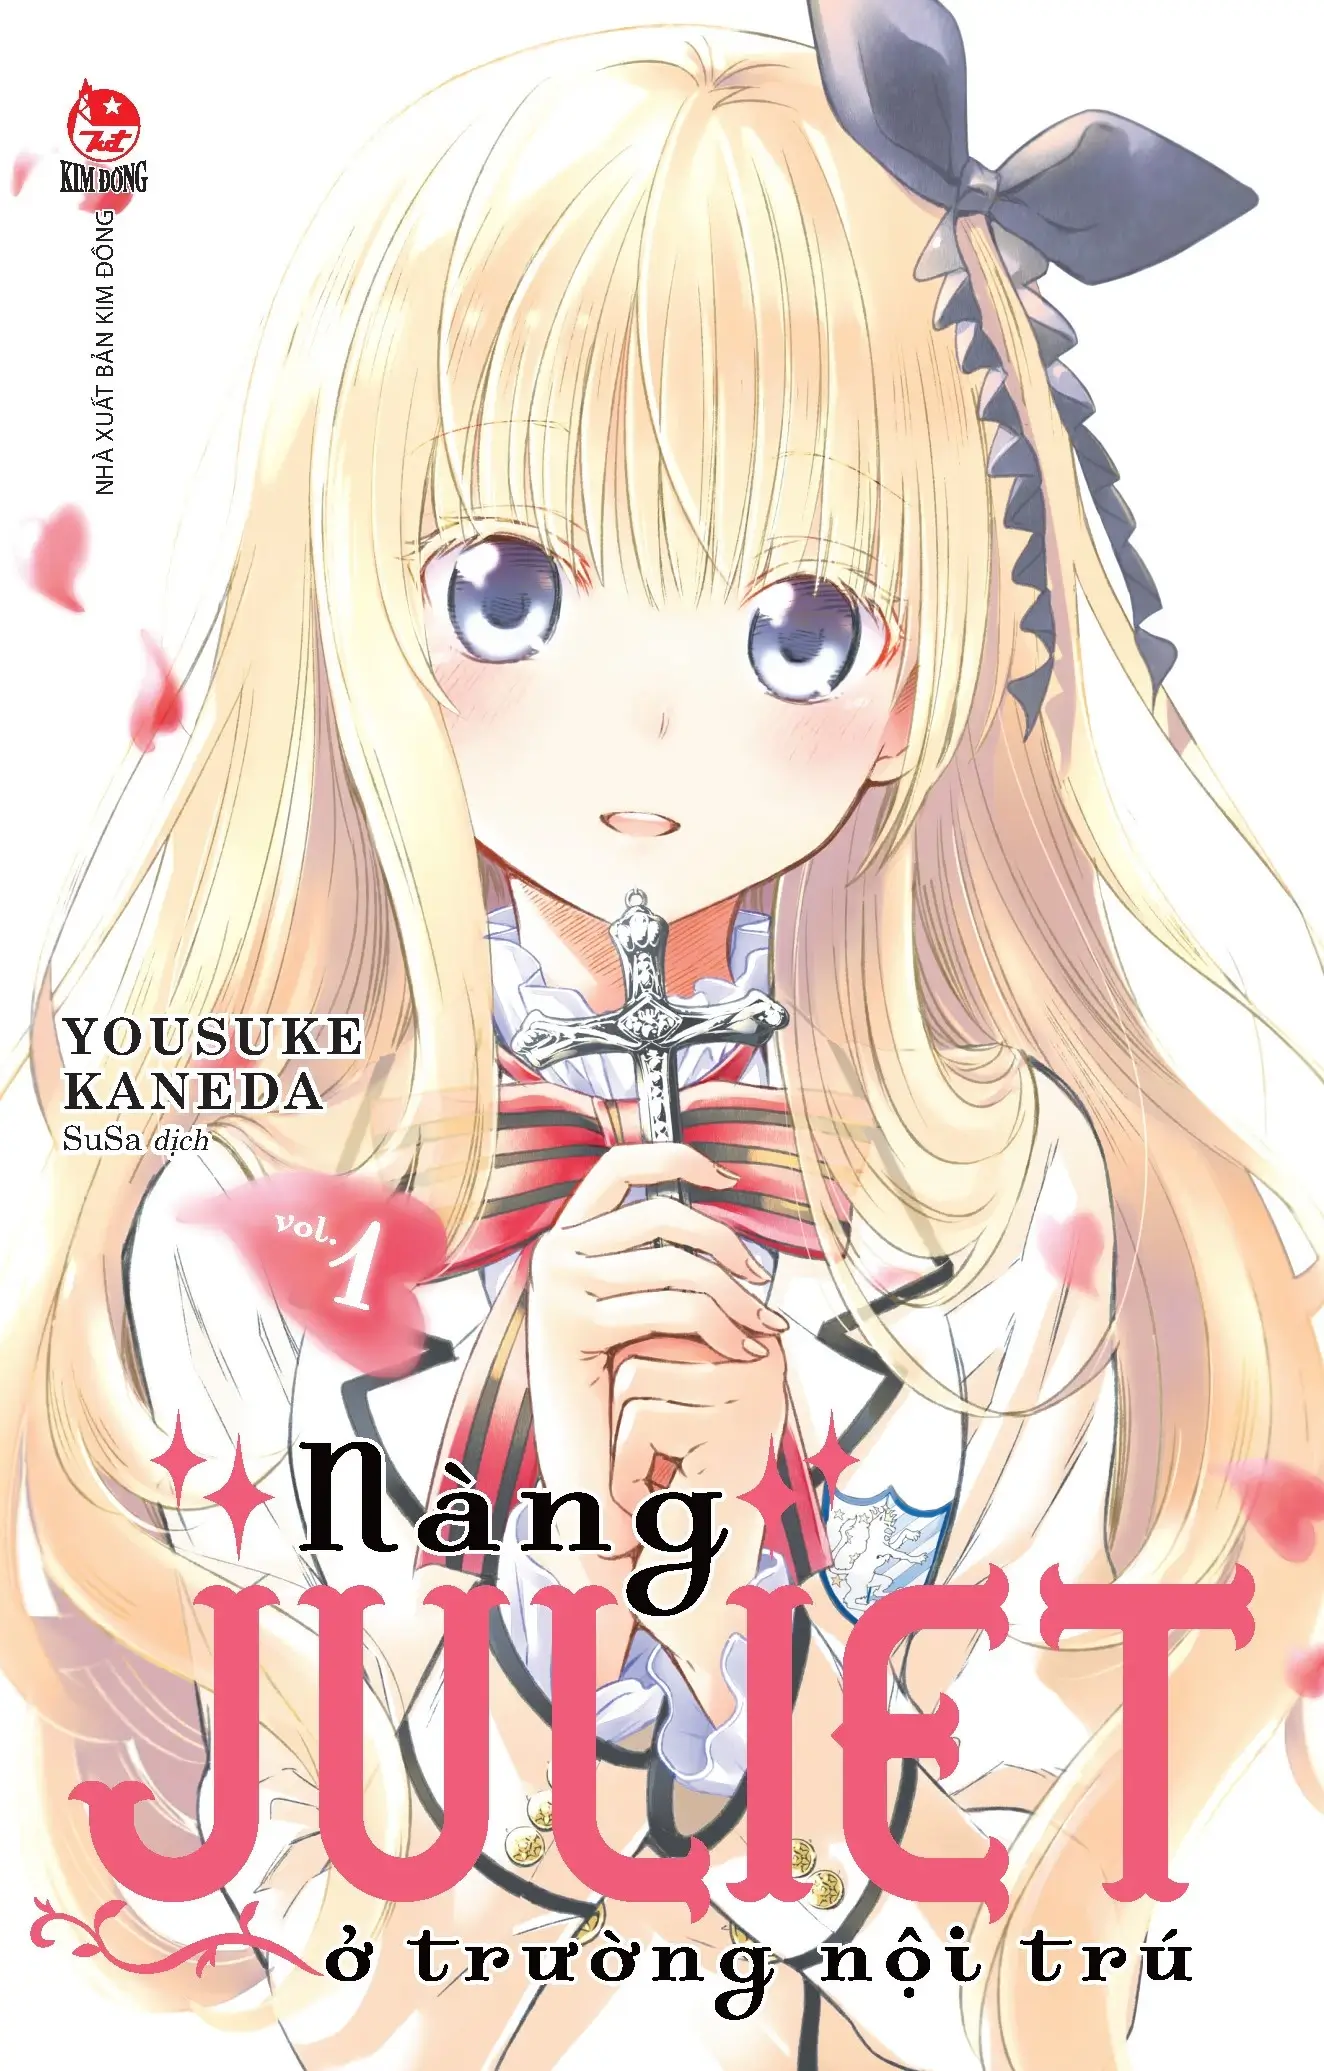 KIM ĐỒNG
NHÀ XUẤT BẢN KIM ĐỒNG
YOUSUKE
KANEDA
SuSa dịch
vol. 1
Nàng
JULIET
ở trường nội trú